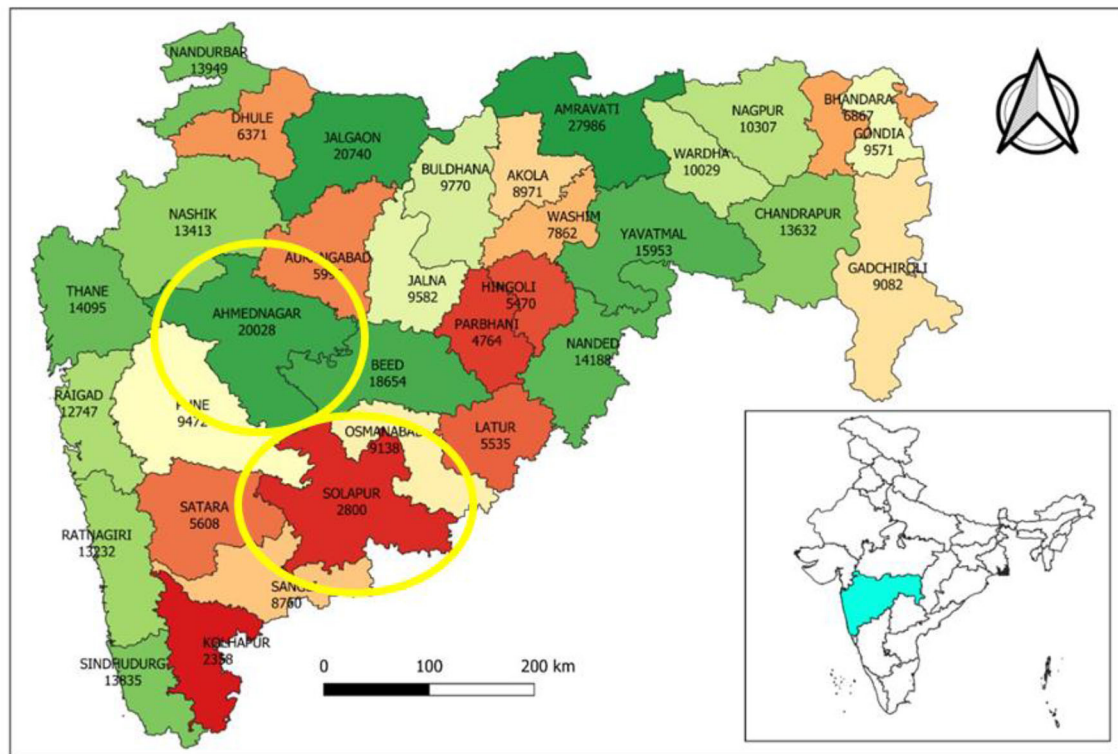 NANDURBAR
13949
DHULE
6371
JALGAON
20740
AMRAVATI
27986
NAGPUR
10307
BHANDARA
6867
GONDIA
9571
BULDHANA
9770
AKOLA
8971
WARDHA
10029
NASHIK
13413
WASHIM
7862
YAVATMAL
15953
CHANDRAPUR
13632
AURANGABAD
GADCHIROLI
9082
THANE
14095
AHMEDNAGAR
20028
JALNA
9582
HINGOLI
5470
PARBHANI
4764
NANDED
14188
BEED
18654
RAIGAD
12747
PUNE
9472
OSMANABAD
9138
LATUR
5535
SATARA
5608
SOLAPUR
2800
RATNAGIRI
13232
SANGLI
8760
KOLHAPUR
2358
SINDHUDURG
13835
0 100 200 km